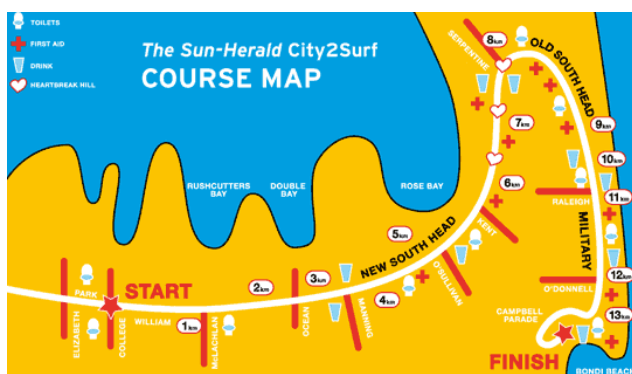 TOILETS
FIRST AID
DRINK
HEARTBREAK HILL
The Sun-Herald City2Surf
COURSE MAP
8km
SERPENTINE
OLD SOUTH HEAD
7km
9km
10km
RUSHCUTTERS
BAY
DOUBLE
BAY
ROSE BAY
6km
KENT
RALEIGH
11km
5km
NEW SOUTH HEAD
MILITARY
O'SULLIVAN
12km
O'DONNELL
PARK
START
2km
3km
4km
MANNING
OCEAN
CAMPBELL
PARADE
13km
ELIZABETH
COLLEGE
WILLIAM
1km
McLACHLAN
FINISH
BONDI BEACH